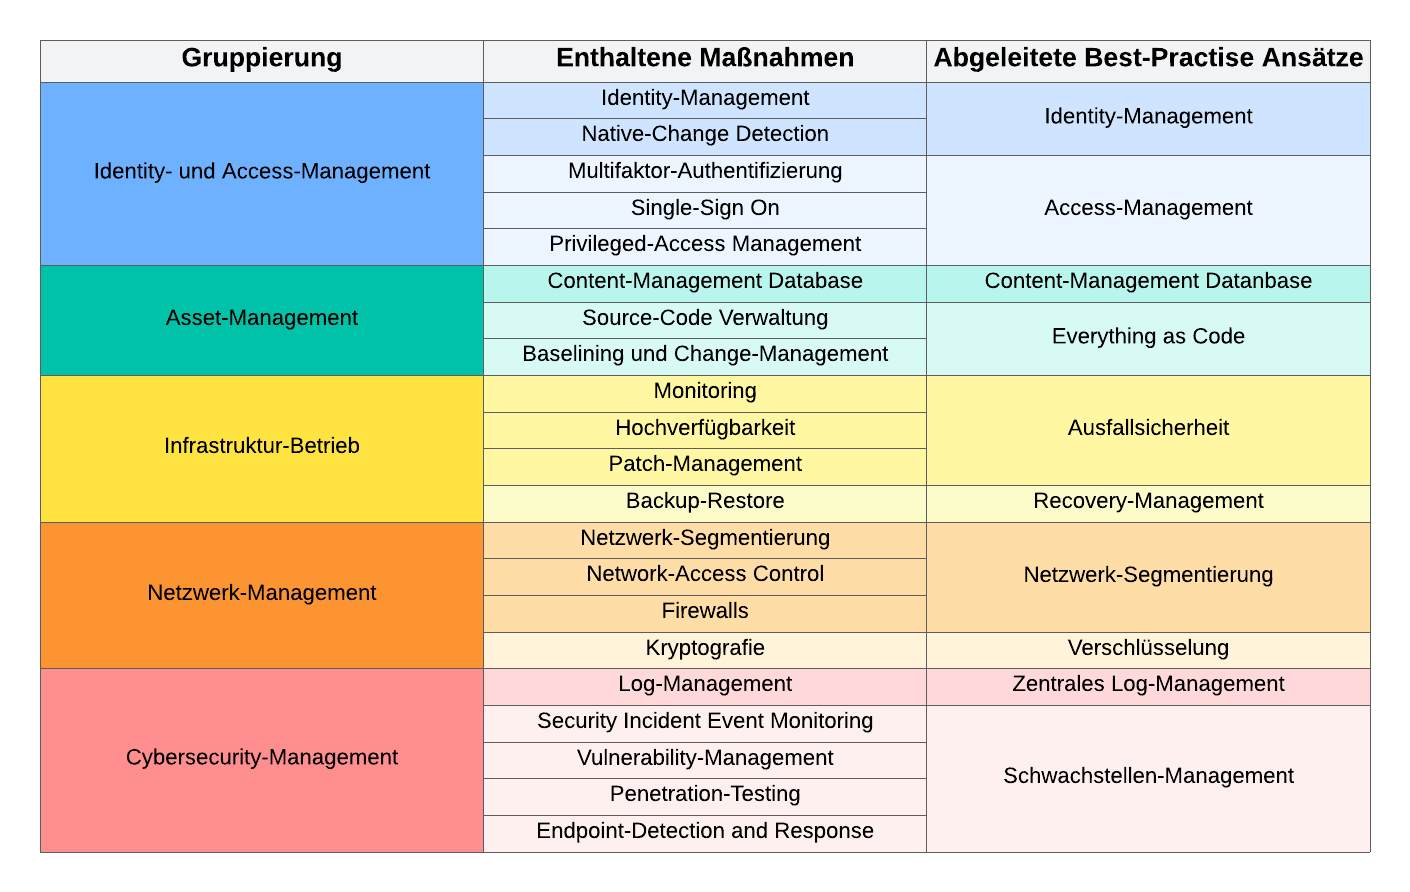 Gruppierung
Enthaltene Maßnahmen
Abgeleitete Best-Practise Ansätze
Identity- und Access-Management
Identity-Management
Native-Change Detection
Identity-Management
Multifaktor-Authentifizierung
Single-Sign On
Privileged-Access Management
Access-Management
Asset-Management
Content-Management Database
Content-Management Datanbase
Source-Code Verwaltung
Baselining und Change-Management
Everything as Code
Infrastruktur-Betrieb
Monitoring
Hochverfügbarkeit
Patch-Management
Ausfallsicherheit
Backup-Restore
Recovery-Management
Netzwerk-Management
Netzwerk-Segmentierung
Network-Access Control
Firewalls
Netzwerk-Segmentierung
Kryptografie
Verschlüsselung
Cybersecurity-Management
Log-Management
Zentrales Log-Management
Security Incident Event Monitoring
Vulnerability-Management
Penetration-Testing
Endpoint-Detection and Response
Schwachstellen-Management